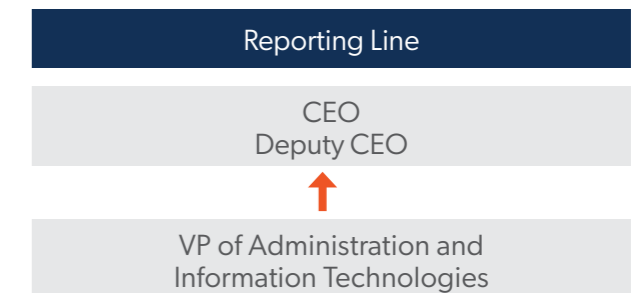 Reporting Line
CEO
Deputy CEO
VP of Administration and
Information Technologies